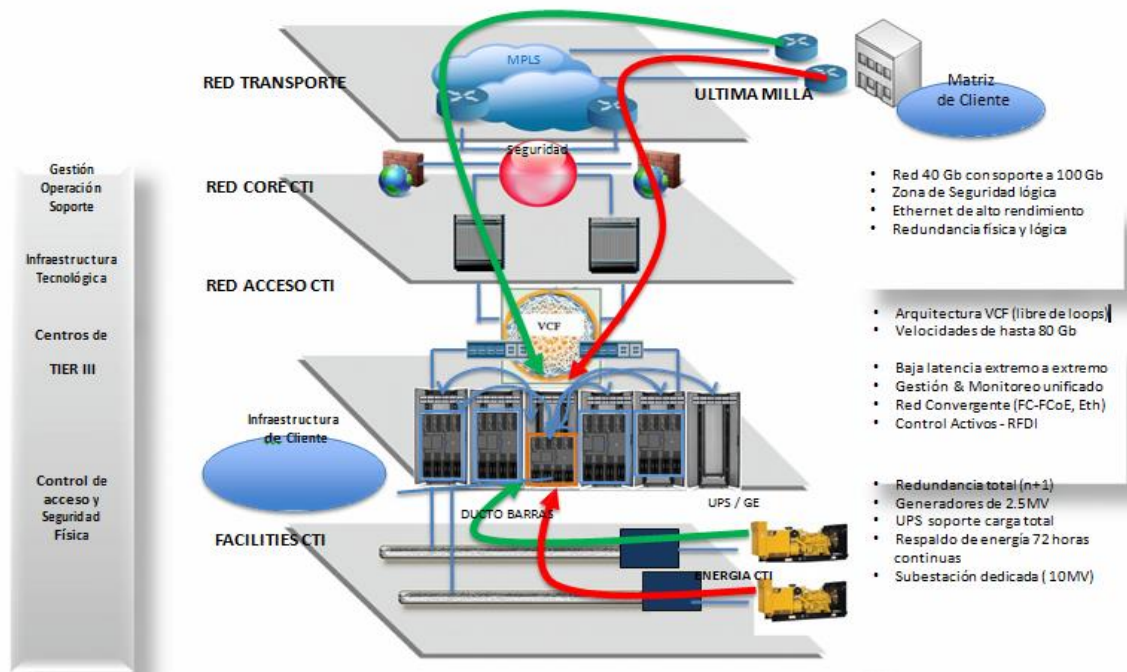 MPLS
RED TRANSPORTE
ULTIMA MILLA
Matriz
de Cliente
Seguridad
Gestión
Operación
Soporte
RED CORE CTI
• Red 40 Gb con soporte a 100 Gb
• Zona de Seguridad lógica
• Ethernet de alto rendimiento
• Redundancia física y lógica
Infraestructura
Tecnológica
RED ACCESO CTI
VCF
• Arquitectura VCF (libre de loops)
• Velocidades de hasta 80 Gb
Centros de
TIER III
• Baja latencia extremo a extremo
• Gestión & Monitoreo unificado
• Red Convergente (FC-FCoE, Eth)
• Control Activos - RFDI
Infraestructura
de Cliente
Control de
acceso y
Seguridad
Física
UPS / GE
DUCTO BARRAS
FACILITIES CTI
ENERGIA CTI
• Redundancia total (n+1)
• Generadores de 2.5MV
• UPS soporte carga total
• Respaldo de energía 72 horas
continuas
• Subestación dedicada ( 10MV)